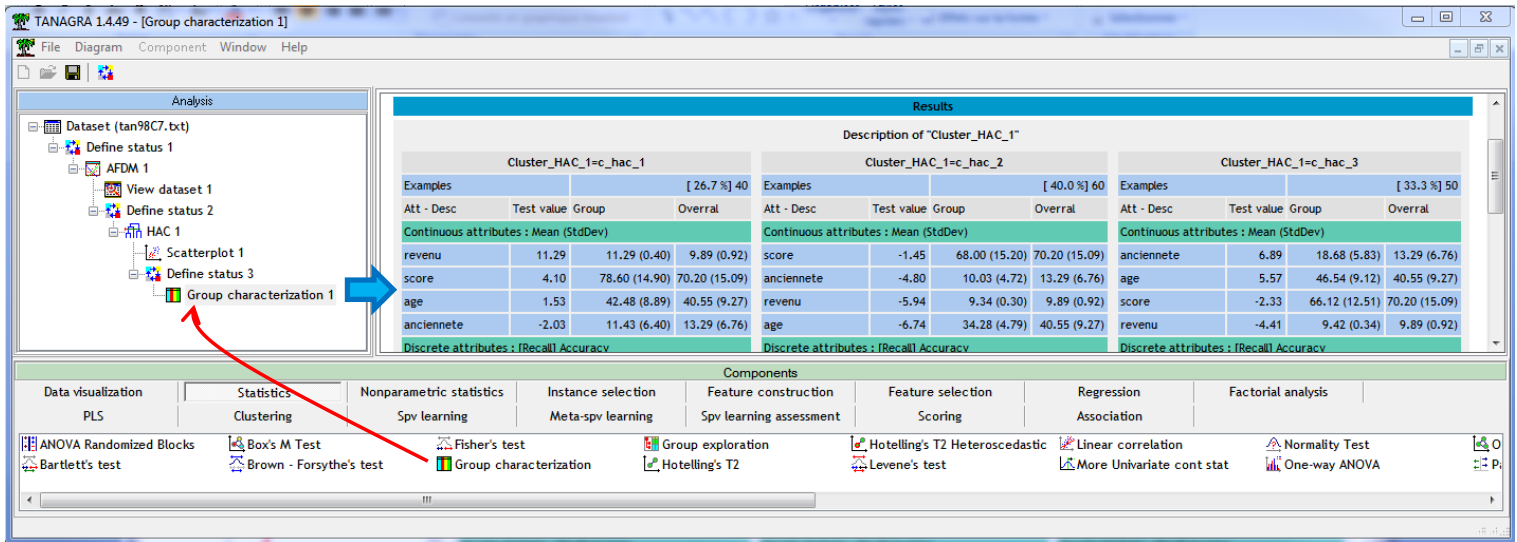 TANAGRA 1.4.49 - [Group characterization 1]
File Diagram Component Window Help
Analysis
Dataset (tan98C7.txt)
Define status 1
AFDM 1
View dataset 1
Define status 2
HAC 1
Scatterplot 1
Define status 3
Group characterization 1
Results
Description of "Cluster_HAC_1"
Cluster_HAC_1=c_hac_1 Cluster_HAC_1=c_hac_2 Cluster_HAC_1=c_hac_3
Examples [ 26.7 %] 40 Examples [ 40.0 %] 60 Examples [ 33.3 %] 50
Att - Desc Test value Group Overral Att - Desc Test value Group Overral Att - Desc Test value Group Overral
Continuous attributes : Mean (StdDev) Continuous attributes : Mean (StdDev) Continuous attributes : Mean (StdDev)
revenu 11.29 11.29 (0.40) 9.89 (0.92) score -1.45 68.00 (15.20) 70.20 (15.09) anciennete 6.89 18.68 (5.83) 13.29 (6.76)
score 4.10 78.60 (14.90) 70.20 (15.09) anciennete -4.80 10.03 (4.72) 13.29 (6.76) age 5.57 46.54 (9.12) 40.55 (9.27)
age 1.53 42.48 (8.89) 40.55 (9.27) revenu -5.94 9.34 (0.30) 9.89 (0.92) score -2.33 66.12 (12.51) 70.20 (15.09)
anciennete -2.03 11.43 (6.40) 13.29 (6.76) age -6.74 34.28 (4.79) 40.55 (9.27) revenu -4.41 9.42 (0.34) 9.89 (0.92)
Discrete attributes : [Recall] Accuracy Discrete attributes : [Recall] Accuracy Discrete attributes : [Recall] Accuracy
Components
Data visualization Statistics Nonparametric statistics Instance selection Feature construction Feature selection Regression Factorial analysis
PLS Clustering Spv learning Meta-spv learning Spv learning assessment Scoring Association
ANOVA Randomized Blocks Box's M Test Fisher's test Group exploration Hotelling's T2 Heteroscedastic Linear correlation Normality Test O
Bartlett's test Brown - Forsythe's test Group characterization Hotelling's T2 Levene's test More Univariate cont stat One-way ANOVA P